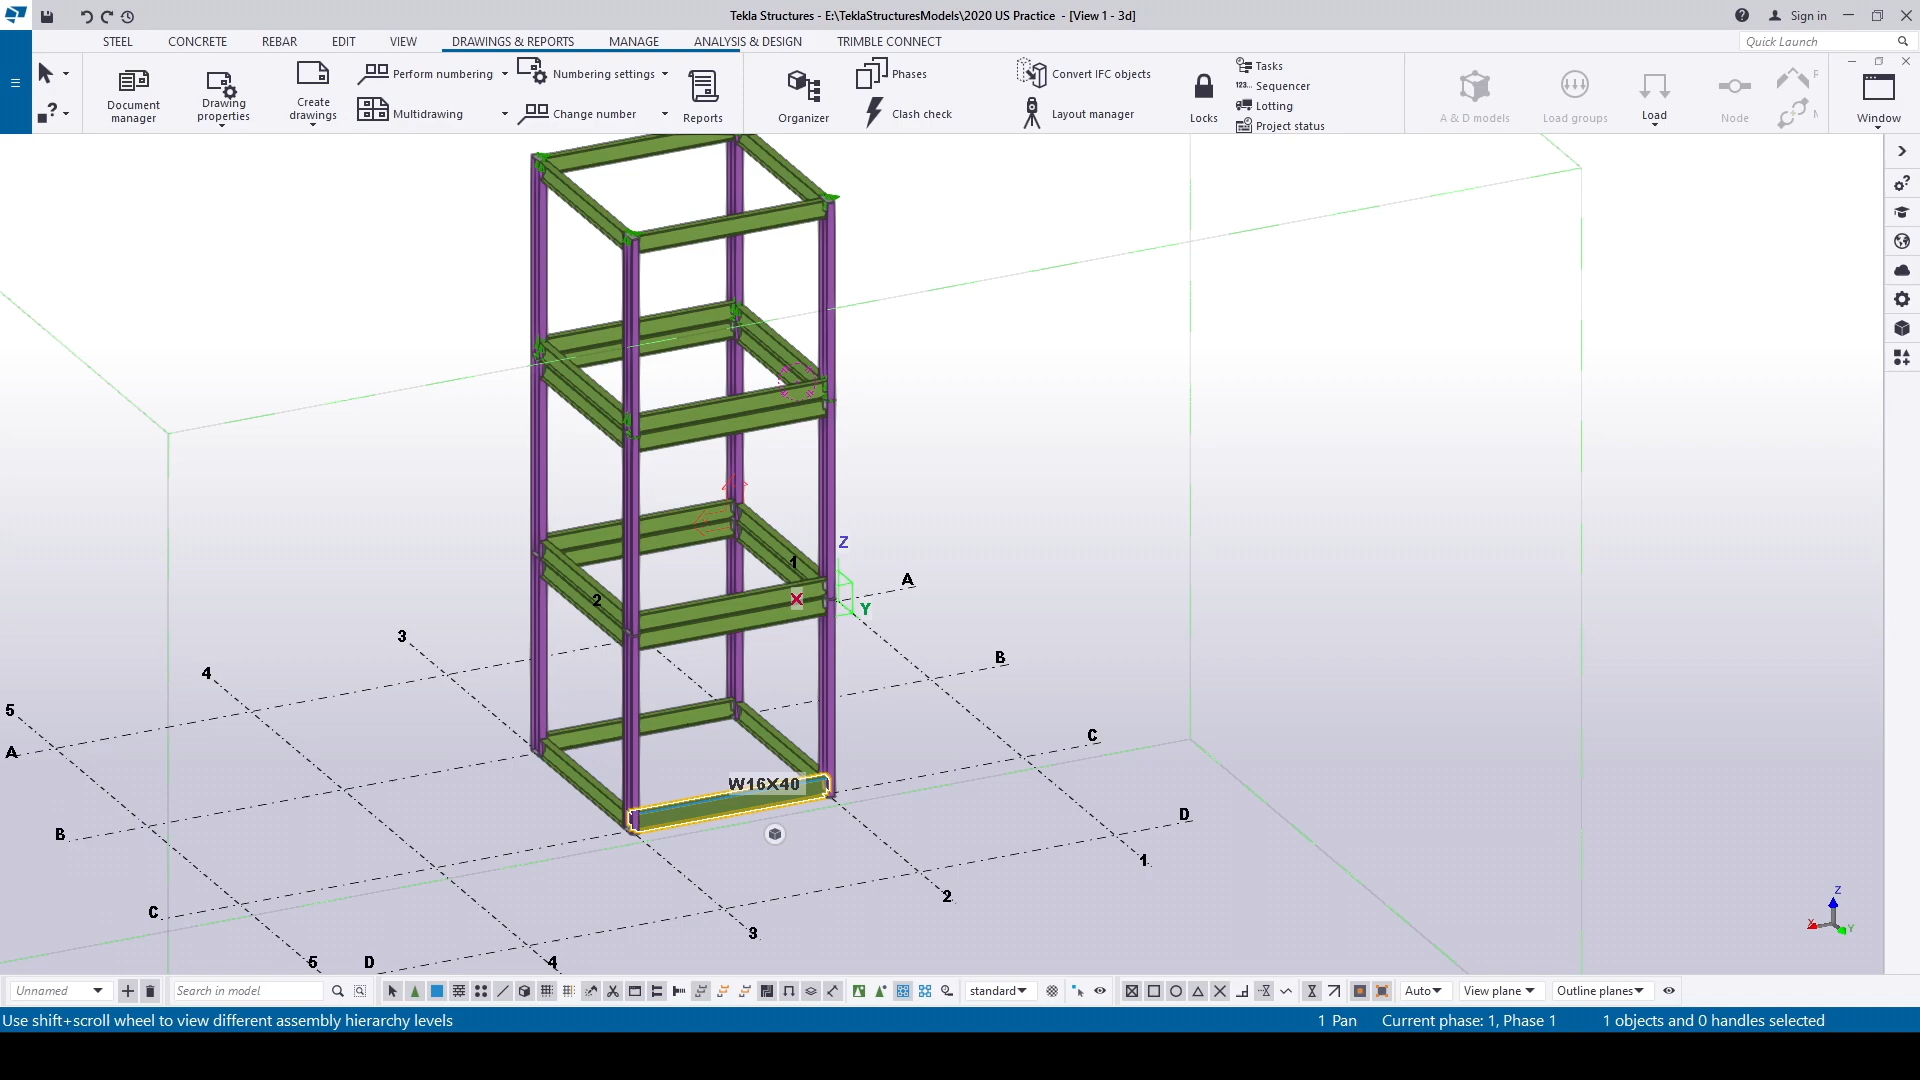 Tekla Structures - E:\TeklaStructuresModels\2020 US Practice - [View 1 - 3d]
Sign in
STEEL CONCRETE REBAR EDIT VIEW DRAWINGS & REPORTS MANAGE ANALYSIS & DESIGN TRIMBLE CONNECT
Quick Launch
Document manager
Drawing properties
Create drawings
Perform numbering
Multidrawing
Numbering settings
Change number
Reports
Organizer
Phases
Clash check
Convert IFC objects
Layout manager
Locks
Tasks
Sequencer
Lotting
Project status
A & D models
Load groups
Load
Node
Window
Z
1
A
X
2
Y
3
B
4
5
C
A
W16X40
D
B
1
2
C
3
5 D 4
Z
X
Y
Unnamed
Search in model
standard
Auto
View plane
Outline planes
Use shift+scroll wheel to view different assembly hierarchy levels
1 Pan
Current phase: 1, Phase 1
1 objects and 0 handles selected